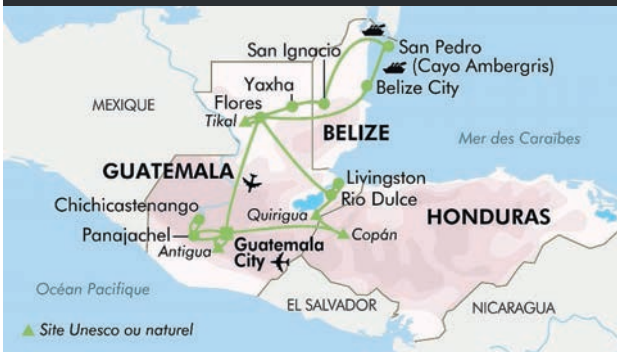 San Ignacio
San Pedro
(Cayo Ambergris)
Yaxha
Belize City
Flores
MEXIQUE
Tikal
BELIZE
Mer des Caraïbes
GUATEMALA
Livingston
Rio Dulce
Chichicastenango
Quirigua
HONDURAS
Panajachel
Copán
Antigua
Guatemala
City
Océan Pacifique
EL SALVADOR
NICARAGUA
Site Unesco ou naturel